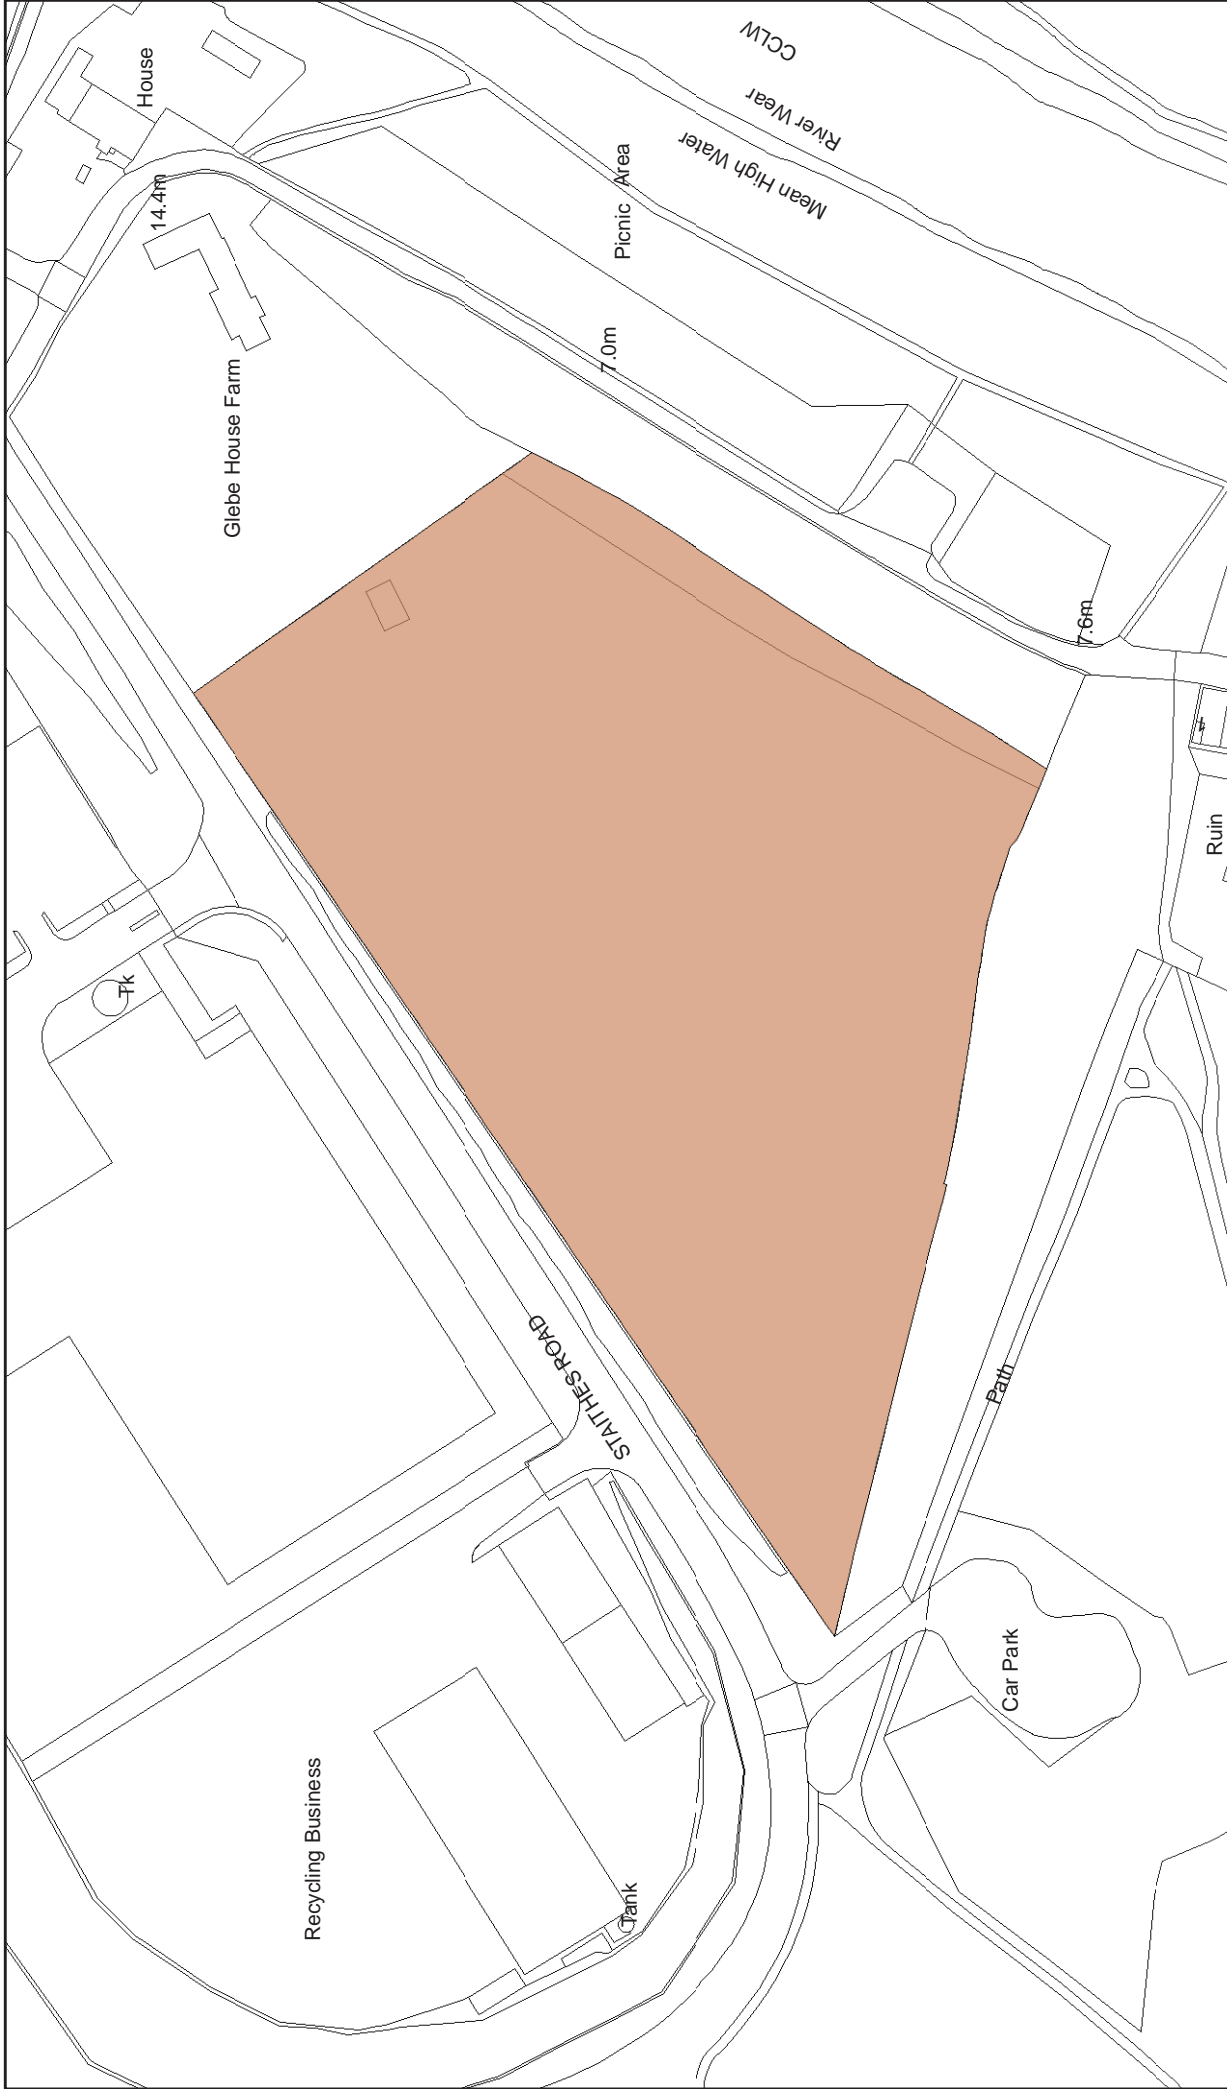 CCLW
River Wear
Mean High Water
House
14.4m
Picnic Area
Glebe House Farm
7.0m
7.6m
4
Ruin
Tk
STAITHES ROAD
Path
Car Park
Recycling Business
Tank